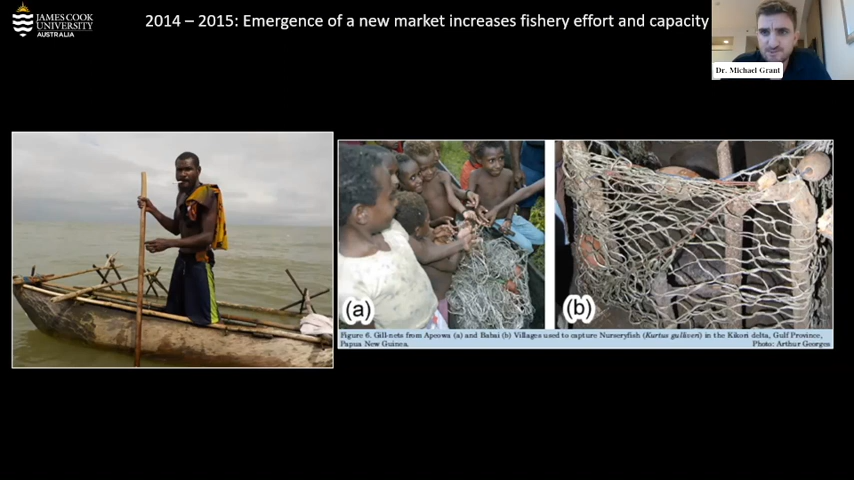 JAMES COOK
UNIVERSITY
AUSTRALIA
2014 – 2015: Emergence of a new market increases fishery effort and capacity
Dr. Michael Grant
(a)
(b)
Figure 6. Gill-nets from Apeowa (a) and Babai (b) Villages used to capture Nurseryfish (Kurtus gulliveri) in the Kikori delta, Gulf Province,
Papua New Guinea. Photo: Arthur Georges